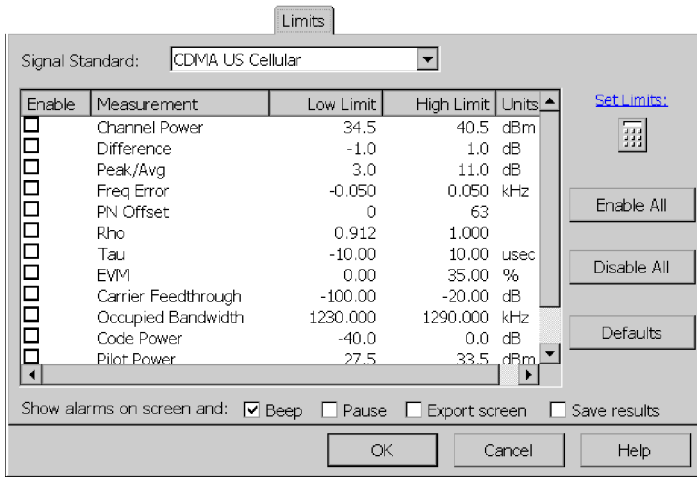 Limits
Signal Standard: CDMA US Cellular
Enable Measurement Low Limit High Limit Units
Channel Power 34.5 40.5 dBm
Difference -1.0 1.0 dB
Peak/Avg 3.0 11.0 dB
Freq Error -0.050 0.050 kHz
PN Offset 0 63
Rho 0.912 1.000
Tau -10.00 10.00 usec
EVM 0.00 35.00 %
Carrier Feedthrough -100.00 -20.00 dB
Occupied Bandwidth 1230.000 1290.000 kHz
Code Power -40.0 0.0 dB
Pilot Power 27.5 33.5 dBm
Set Limits:
Enable All
Disable All
Defaults
Show alarms on screen and: Beep Pause Export screen Save results
OK Cancel Help